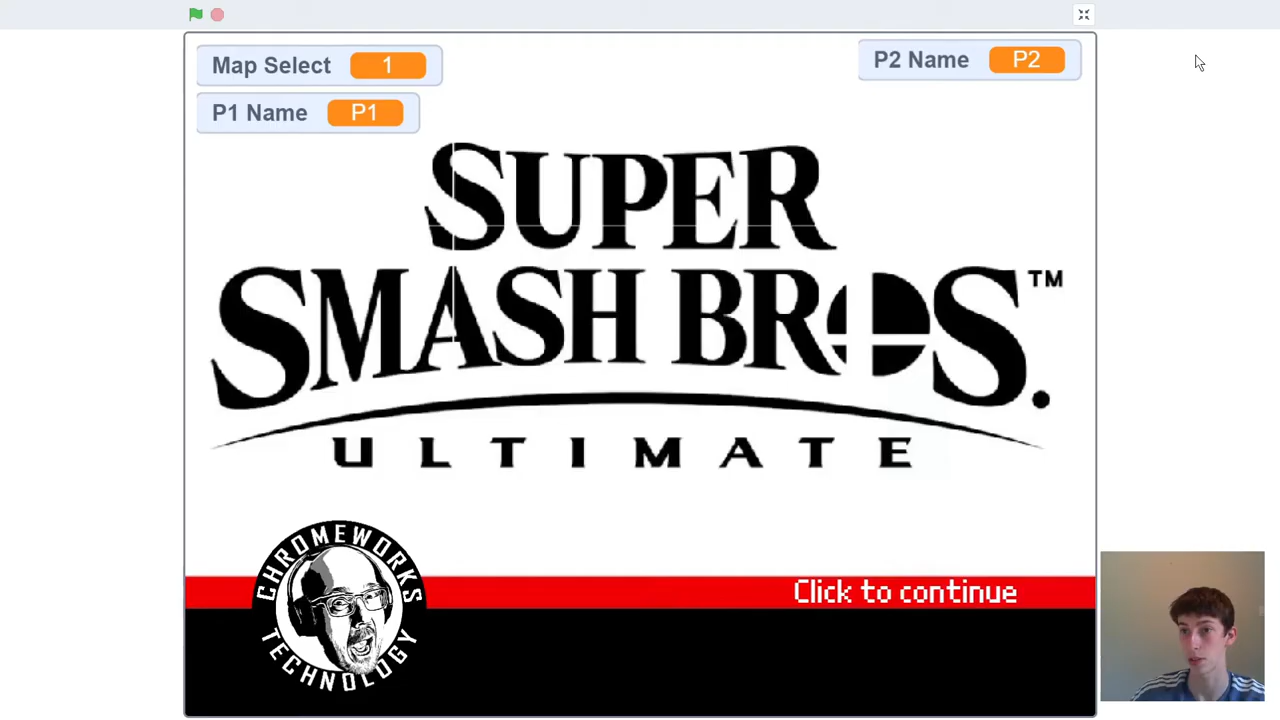 Map Select 1
P2 Name P2
P1 Name P1
SUPER
SMASH BROS.™
ULTIMATE
CHROMEWORKS
TECHNOLOGY
Click to continue